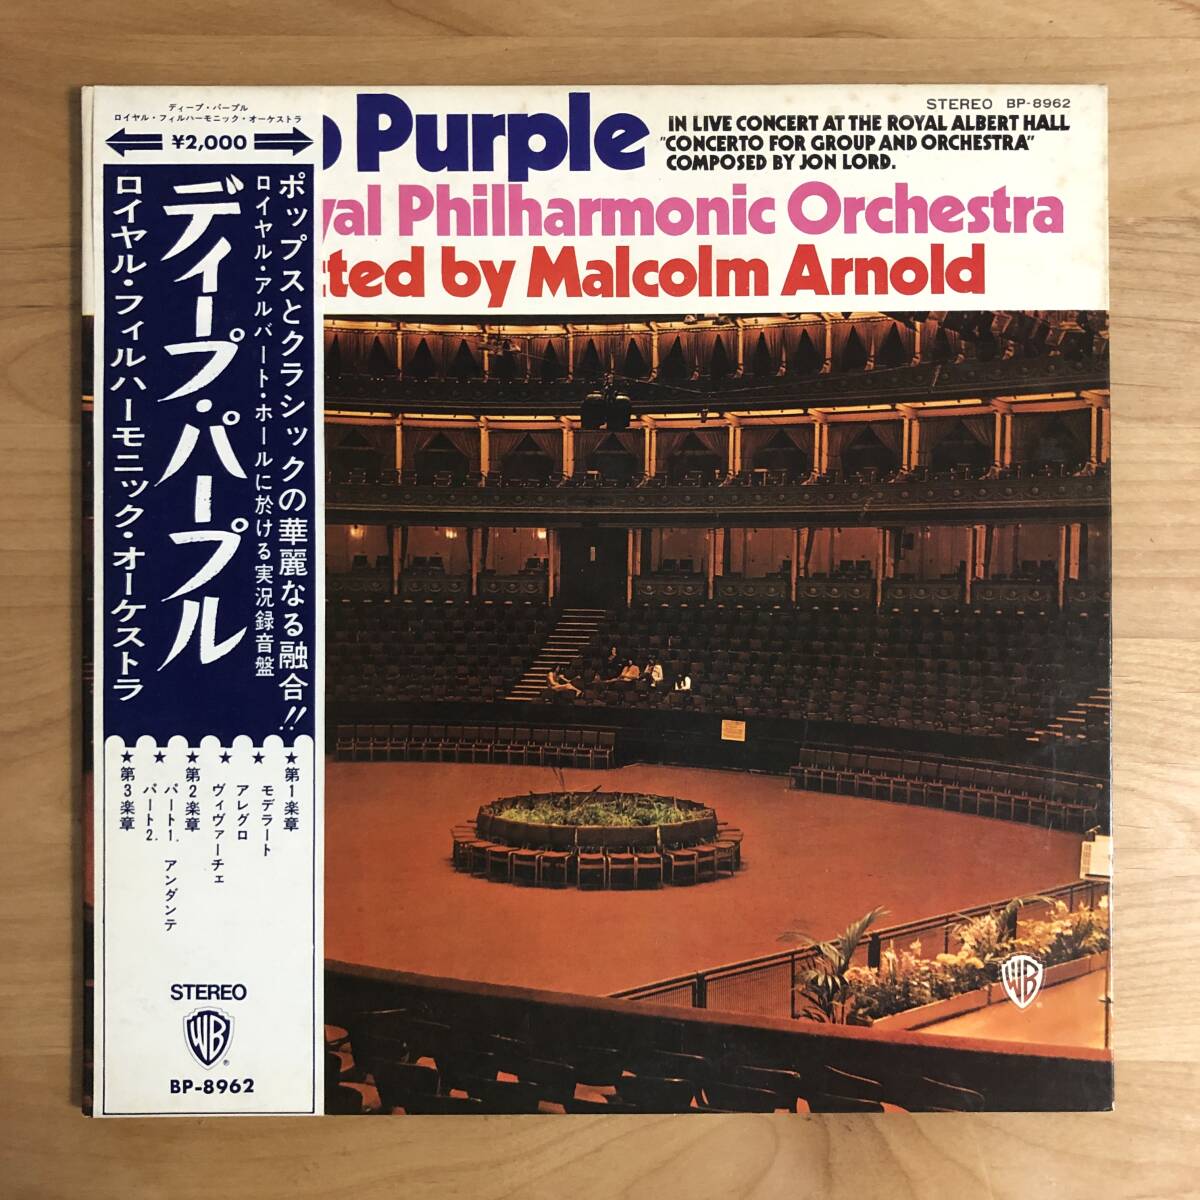 ディープ・パープル
ロイヤル・フィルハーモニック・オーケストラ
¥2,000
ポップスとクラシックの華麗なる融合!!
ロイヤル・アルバート・ホールに於ける実況録音盤
ディープ・パープル
ロイヤル・フィルハーモニック・オーケストラ
★第1楽章
★モデラート
アレグロ
★ヴィヴァーチェ
★第2楽章
パート1. アンダンテ
★パート2.
★第3楽章
STEREO
WB
BP-8962
STEREO BP-8962
p Purple
IN LIVE CONCERT AT THE ROYAL ALBERT HALL
"CONCERTO FOR GROUP AND ORCHESTRA"
COMPOSED BY JON LORD.
yal Philharmonic Orchestra
cted by Malcolm Arnold
WB